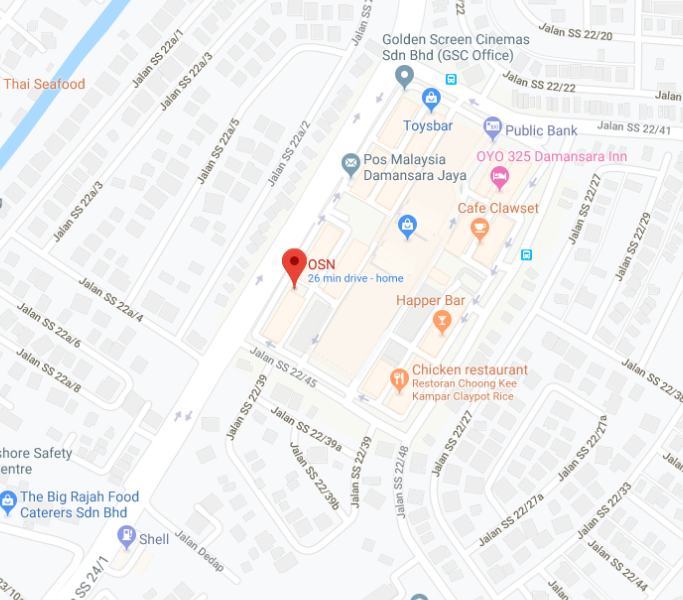 Jalan SS 2
22/22
Jalan SS 22/20
Golden Screen Cinemas
Sdn Bhd (GSC Office)
Jalan SS 22a/1
Jalan SS 22a/3
Thai Seafood
Jalan SS 22/22
Jalan
Toysbar
Public Bank
Jalan SS 22/41
Jalan SS 22a/5
Jalan SS 22a/2
Pos Malaysia
Damansara Jaya
OYO 325 Damansara Inn
Jalan SS 22a/3
Cafe Clawset
Jalan SS 22/27
Jalan SS 22/29
OSN
26 min drive - home
Jalan SS 22a/4
Happer Bar
Jalan SS 22a/6
Jalan SS 22a/8
Jalan SS 22/45
Chicken restaurant
Restoran Choong Kee
Kampar Claypot Rice
Jalan SS 22/39
Jalan SS 22/39a
Jalan SS 22/39
Jalan SS 22/39b
Jalan SS 22/48
Jalan SS 22/27
Jalan SS 22/27a
Jalan SS 22/27a
Jalan SS 22/33
Jalan SS 22/44
shore Safety
entre
The Big Rajah Food
Caterers Sdn Bhd
Shell
Jalan Dedap
SS 24/1